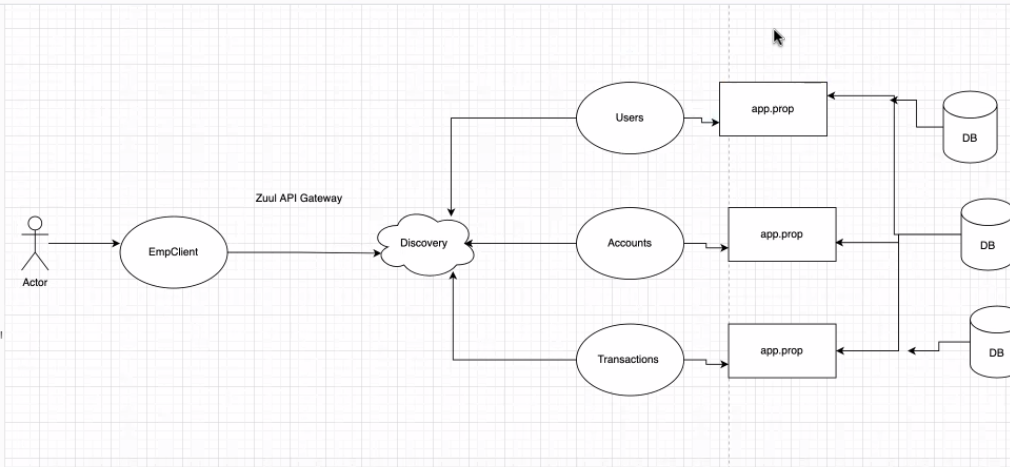 Users
app.prop
DB
Zuul API Gateway
Actor
EmpClient
Discovery
Accounts
app.prop
DB
Transactions
app.prop
DB